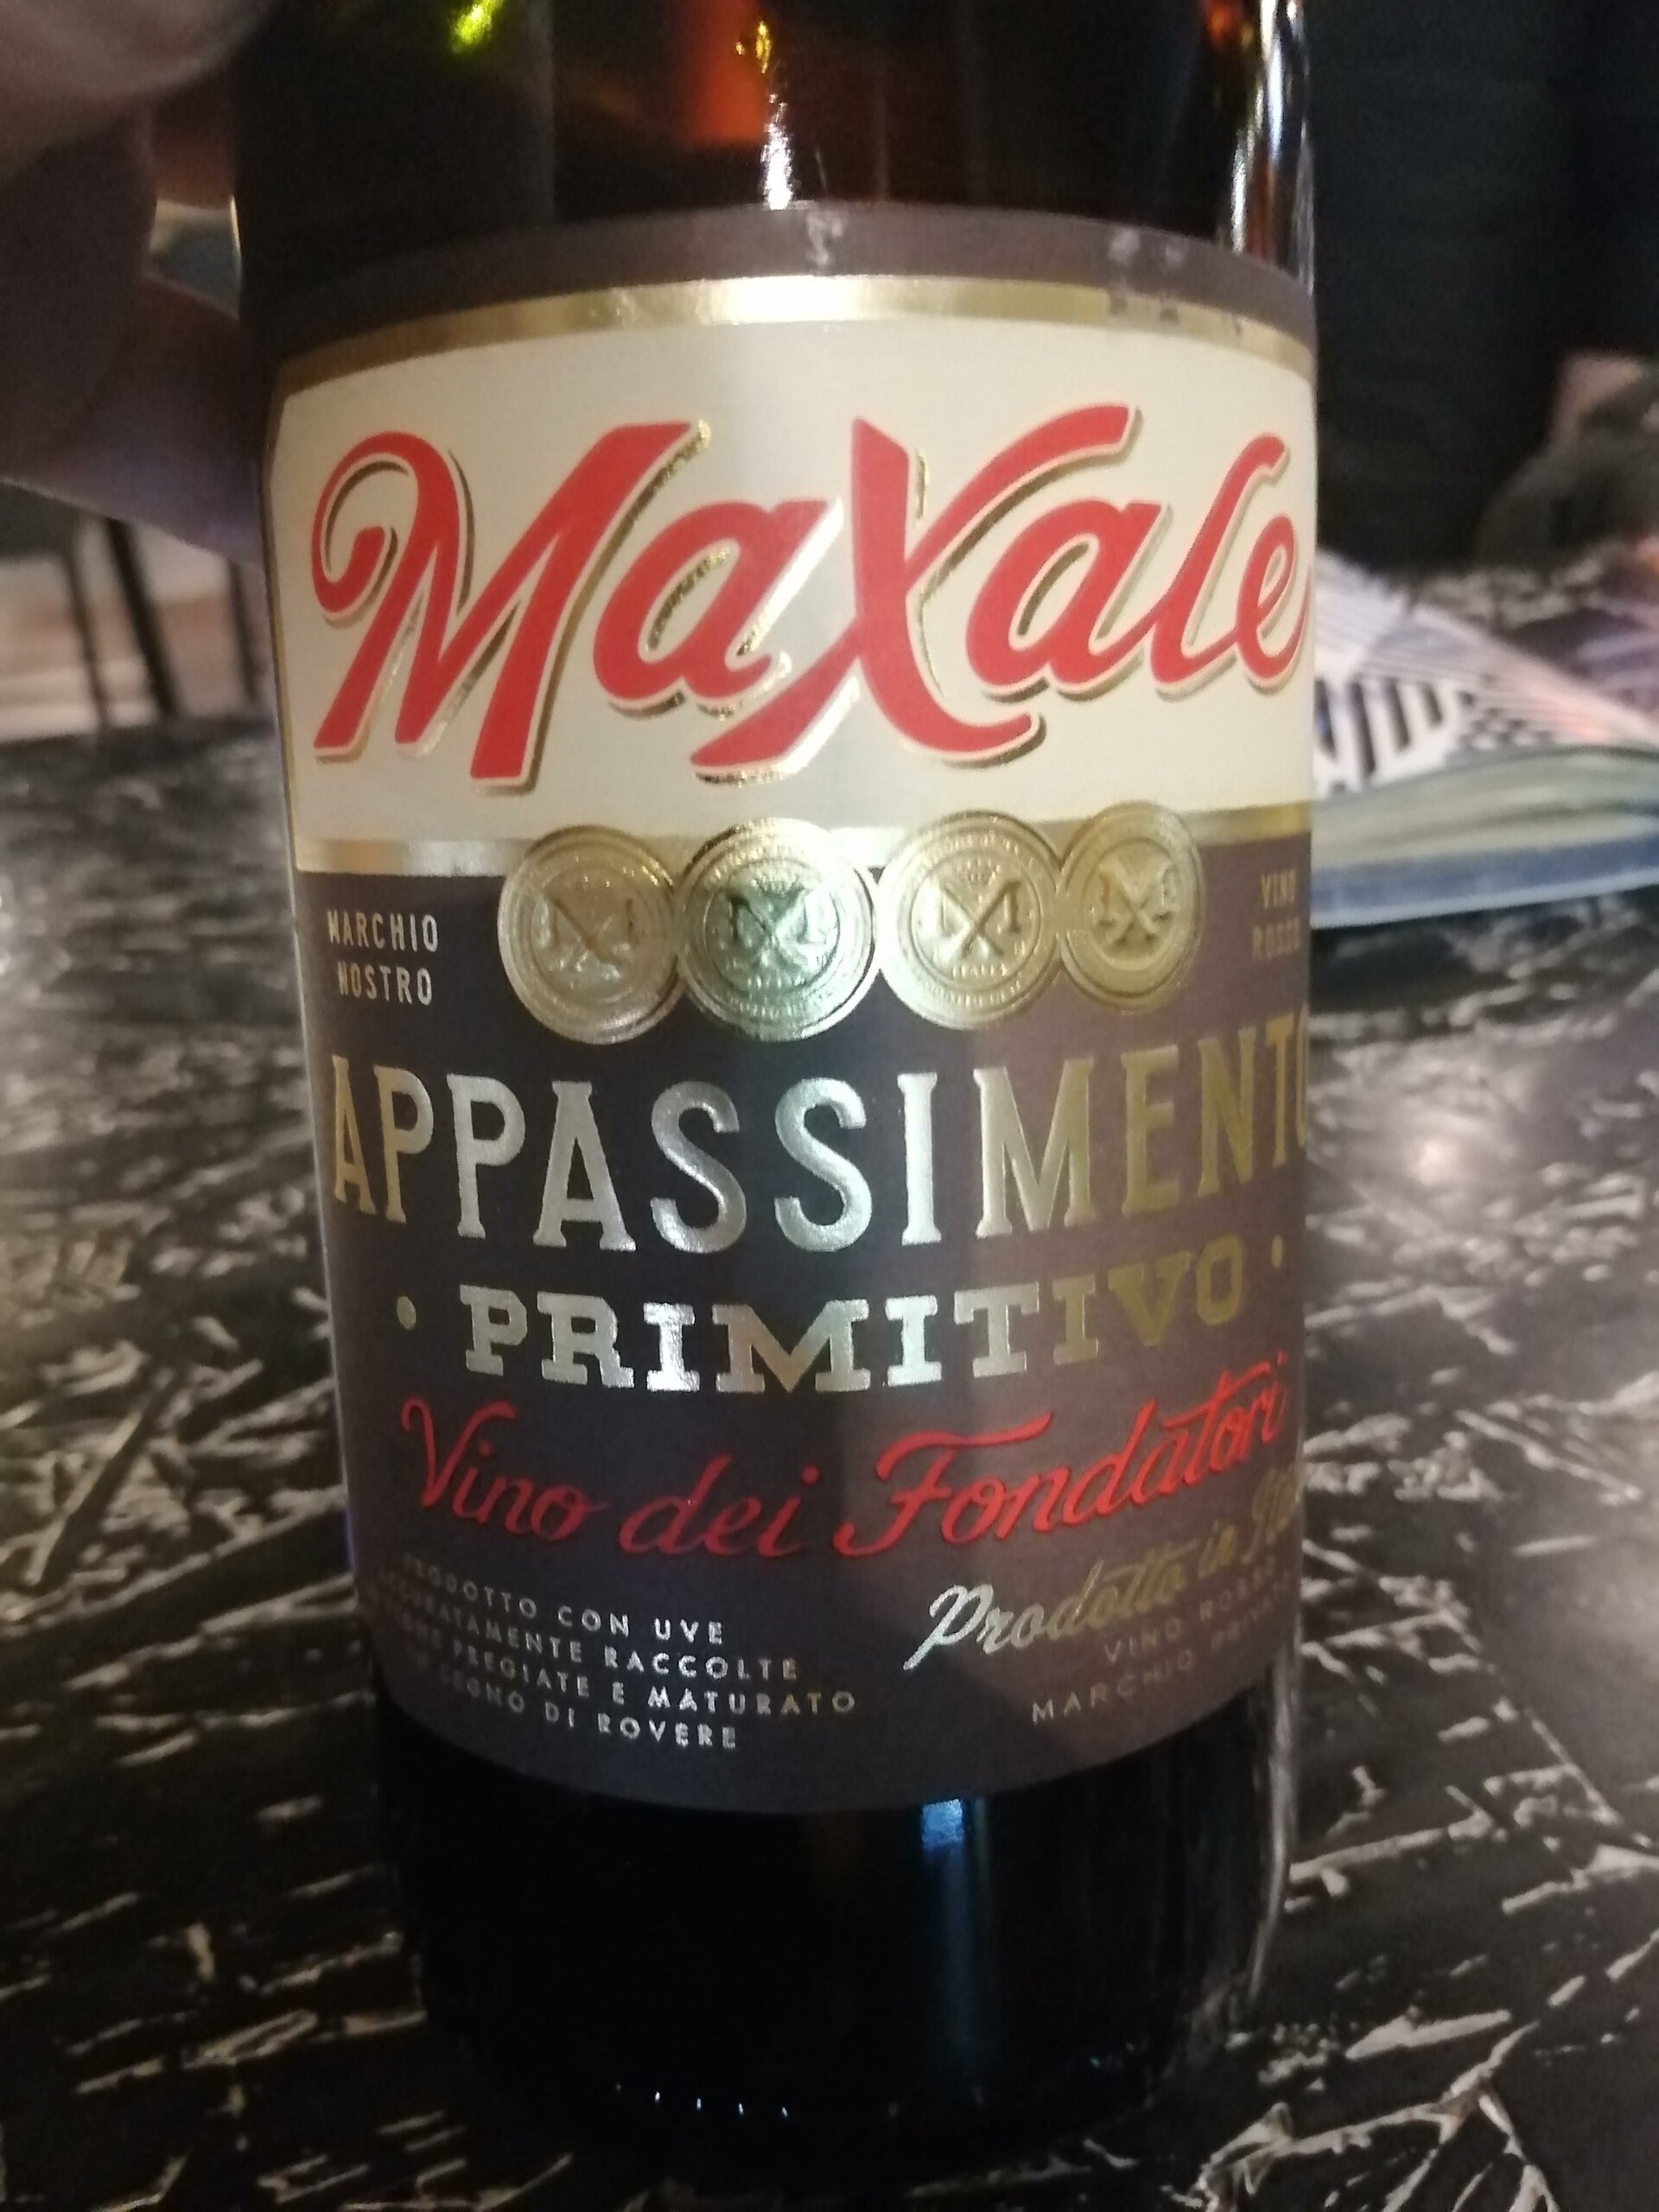 MaXale
MARCHIO
NOSTRO
VINO
ROSSO
APPASSIMENTO
· PRIMITIVO ·
Vino dei Fondatori
PRODOTTO CON UVE
ACCURATAMENTE RACCOLTE
PREGIATE E MATURATO
LEGNO DI ROVERE
Prodotto in
VINO ROSSO
MARCHIO